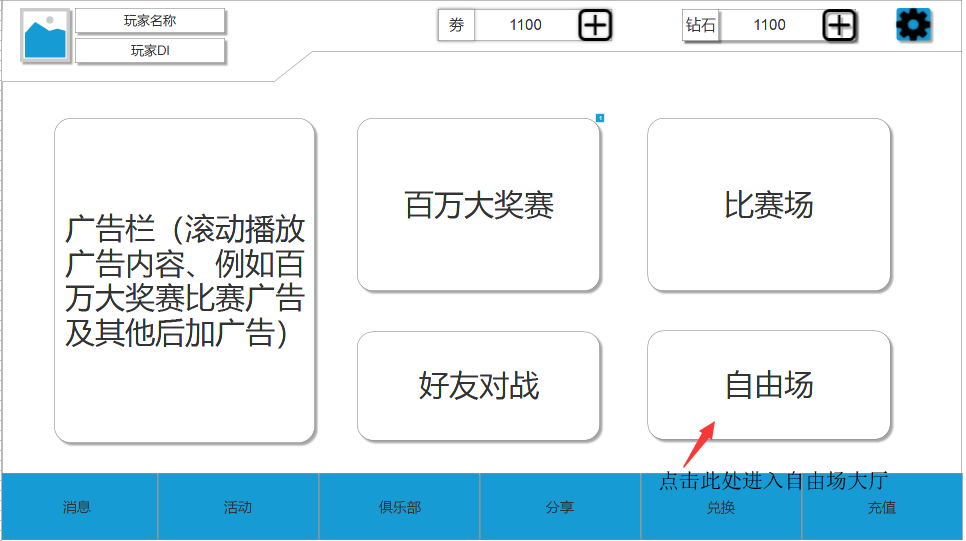 玩家名称
玩家DI
劵
1100
钻石
1100
广告栏（滚动播放
广告内容、例如百
万大奖赛比赛广告
及其他后加广告）
百万大奖赛
比赛场
好友对战
自由场
点击此处进入自由场大厅
消息
活动
俱乐部
分享
兑换
充值